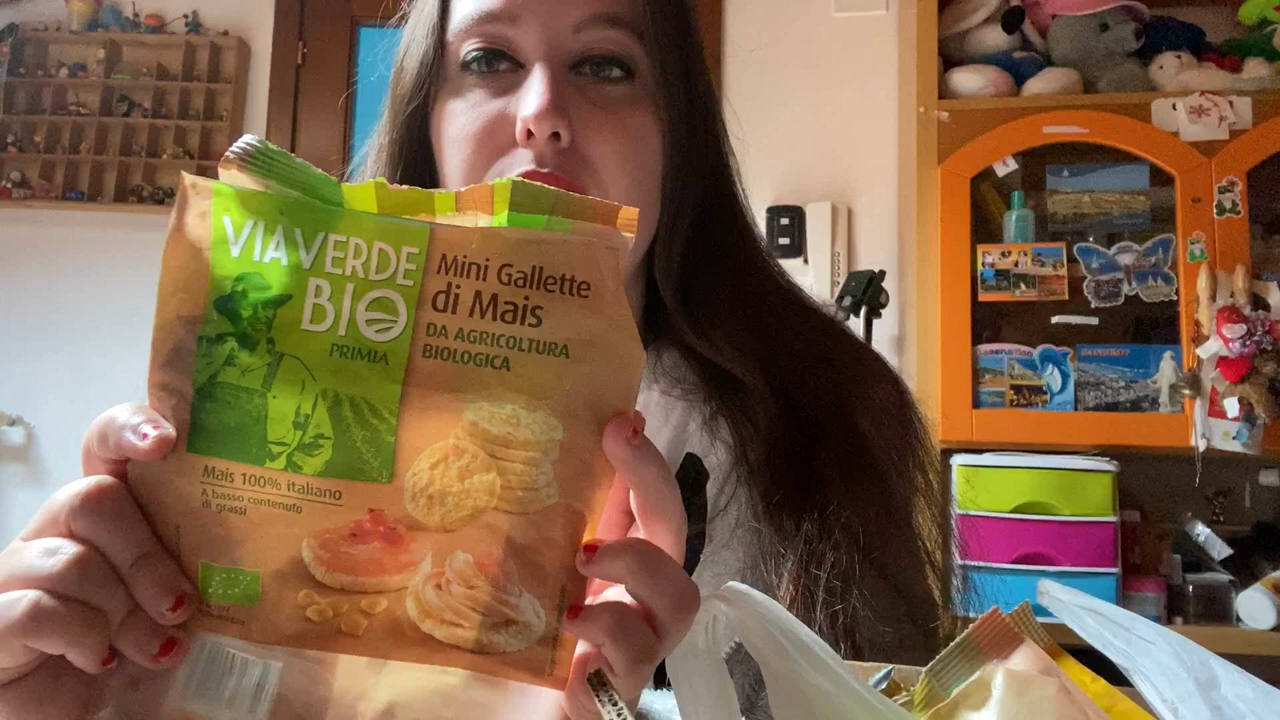 VIAVERDE
BIO
PRIMIA
Mini Gallette
di Mais
DA AGRICOLTURA
BIOLOGICA
Mais 100% italiano
A basso contenuto
di grassi